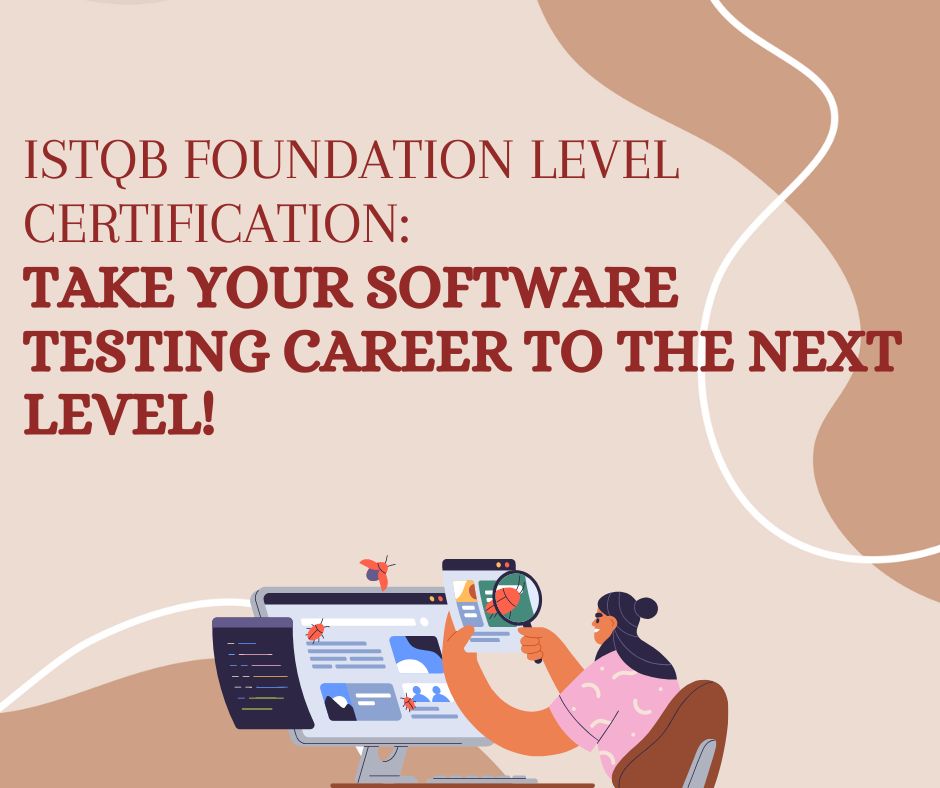 ISTQB FOUNDATION LEVEL
CERTIFICATION:
TAKE YOUR SOFTWARE
TESTING CAREER TO THE NEXT
LEVEL!